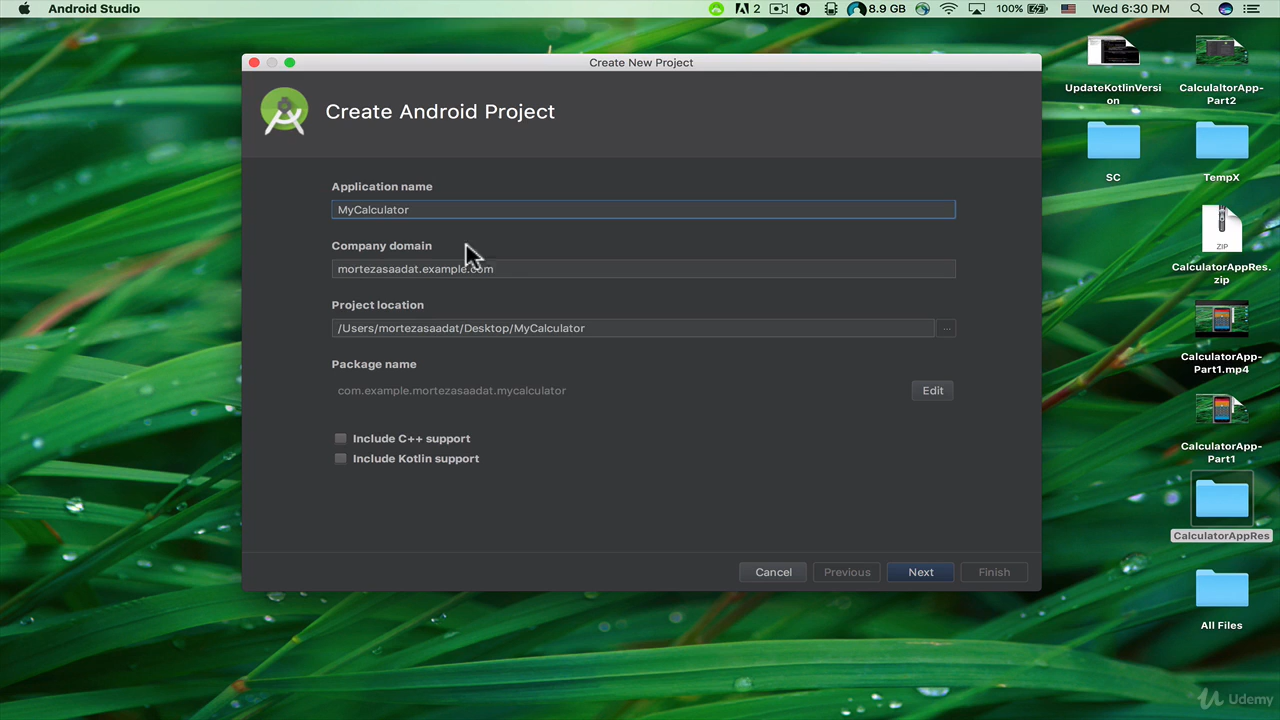 Android Studio
2
8.9 GB
100%
Wed 6:30 PM
Create New Project
Create Android Project
Application name
MyCalculator
Company domain
mortezasaadat.example.com
Project location
/Users/mortezasaadat/Desktop/MyCalculator
...
Package name
com.example.mortezasaadat.mycalculator
Edit
Include C++ support
Include Kotlin support
Cancel
Previous
Next
Finish
UpdateKotlinVersi
on
CalculaltorApp-
Part2
SC
TempX
ZIP
CalculatorAppRes.
zip
CalculatorApp-
Part1.mp4
CalculatorApp-
Part1
CalculatorAppRes
All Files
Udemy